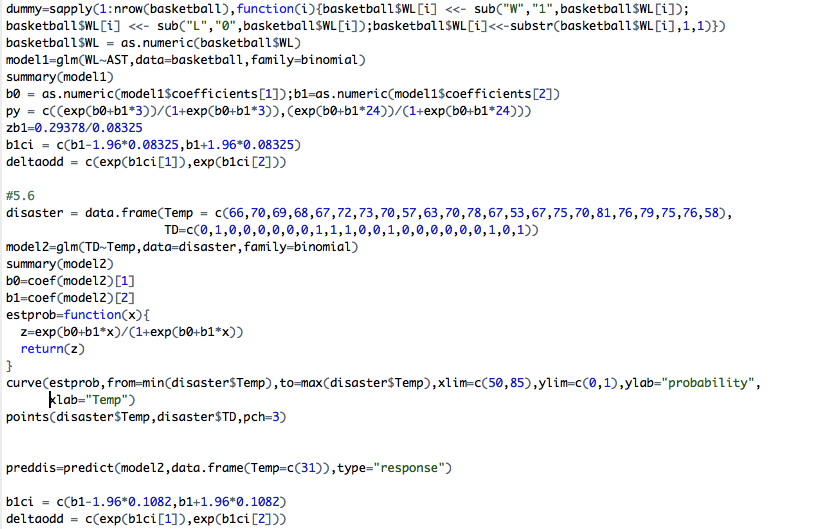 dummy=sapply(1:nrow(basketball),function(i){basketball$WL[i] <<- sub("W","1",basketball$WL[i]);
basketball$WL[i] <<- sub("L","0",basketball$WL[i]);basketball$WL[i]<<-substr(basketball$WL[i],1,1)})
basketball$WL = as.numeric(basketball$WL)
model1=glm(WL~AST,data=basketball,family=binomial)
summary(model1)
b0 = as.numeric(model1$coefficients[1]);b1=as.numeric(model1$coefficients[2])
py = c((exp(b0+b1*3))/(1+exp(b0+b1*3)),(exp(b0+b1*24))/(1+exp(b0+b1*24)))
zb1=0.29378/0.08325
b1ci = c(b1-1.96*0.08325,b1+1.96*0.08325)
deltaodd = c(exp(b1ci[1]),exp(b1ci[2]))
#5.6
disaster = data.frame(Temp = c(66,70,69,68,67,72,73,70,57,63,70,78,67,53,67,75,70,81,76,79,75,76,58),
TD=c(0,1,0,0,0,0,0,0,1,1,1,0,0,1,0,0,0,0,0,0,1,0,1))
model2=glm(TD~Temp,data=disaster,family=binomial)
summary(model2)
b0=coef(model2)[1]
b1=coef(model2)[2]
estprob=function(x){
z=exp(b0+b1*x)/(1+exp(b0+b1*x))
return(z)
}
curve(estprob,from=min(disaster$Temp),to=max(disaster$Temp),xlim=c(50,85),ylim=c(0,1),ylab="probability",
xlab="Temp")
points(disaster$Temp,disaster$TD,pch=3)
preddis=predict(model2,data.frame(Temp=c(31)),type="response")
b1ci = c(b1-1.96*0.1082,b1+1.96*0.1082)
deltaodd = c(exp(b1ci[1]),exp(b1ci[2]))